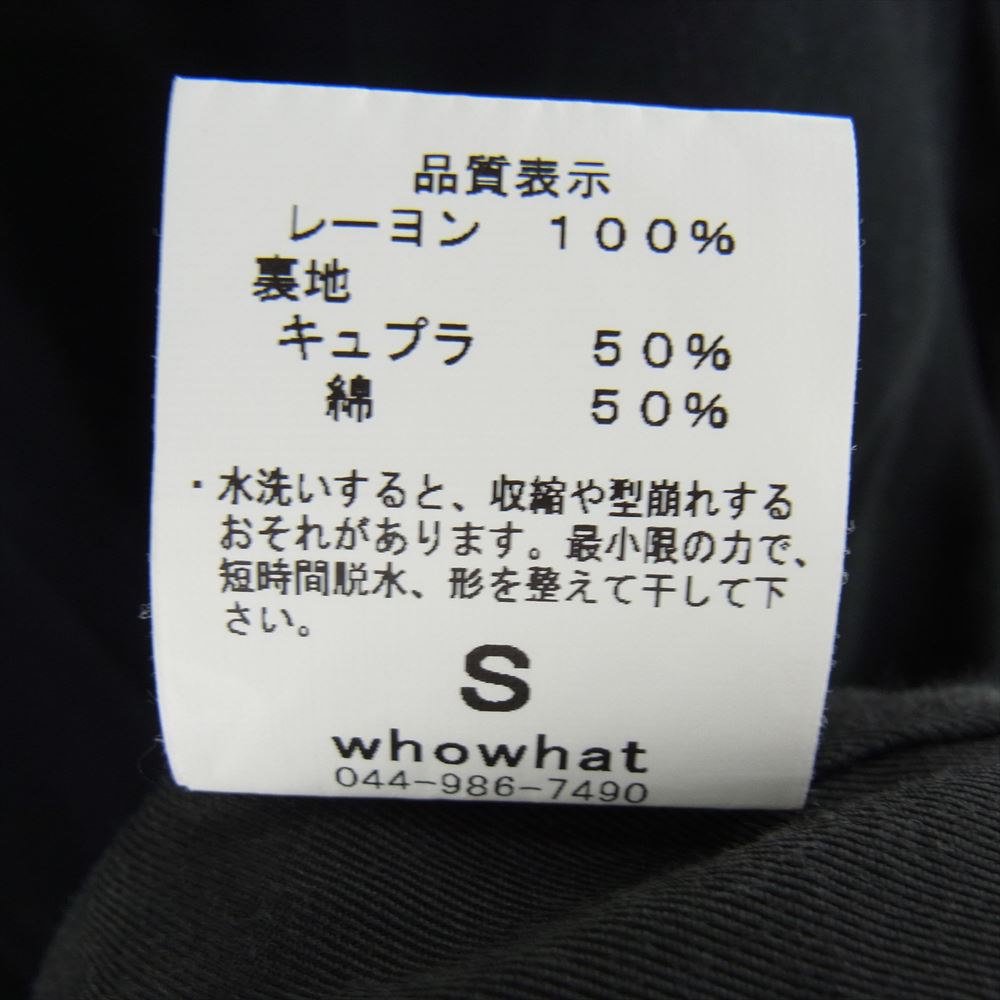 品質表示
レーヨン　１００％
裏地
キュプラ　５０％
綿　５０％
・水洗いすると、収縮や型崩れする
おそれがあります。最小限の力で、
短時間脱水、形を整えて干して下
さい。
S
whowhat
044-986-7490